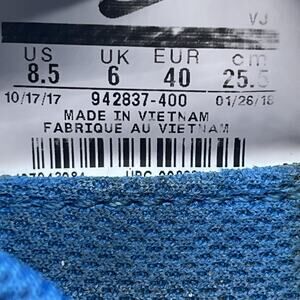 VJ
US UK EUR cm
8.5 6 40 25.5
10/17/17 942837-400 01/26/18
MADE IN VIETNAM
FABRIQUE AU VIETNAM